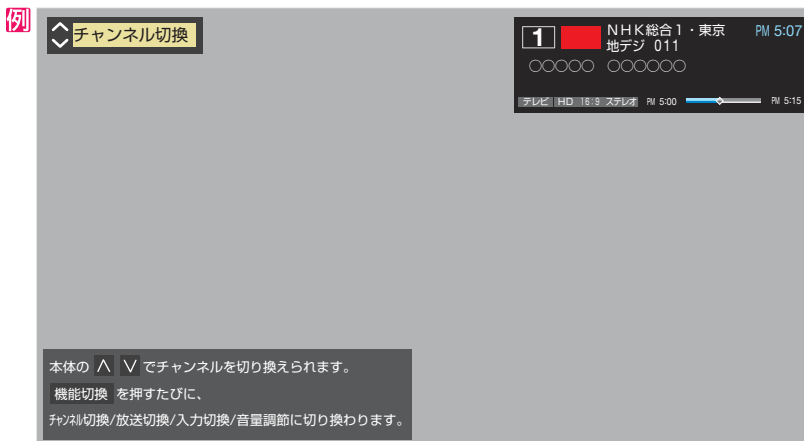 例
チャンネル切換
1 NHK総合1・東京 PM 5:07
地デジ 011
○○○○○ ○○○○○○
テレビ HD 16:9 ステレオ PM 5:00 PM 5:15
本体の ∧ ∨ でチャンネルを切り換えられます。
機能切換 を押すたびに、
ﾁｬﾝﾈﾙ切換/放送切換/入力切換/音量調節に切り換わります。